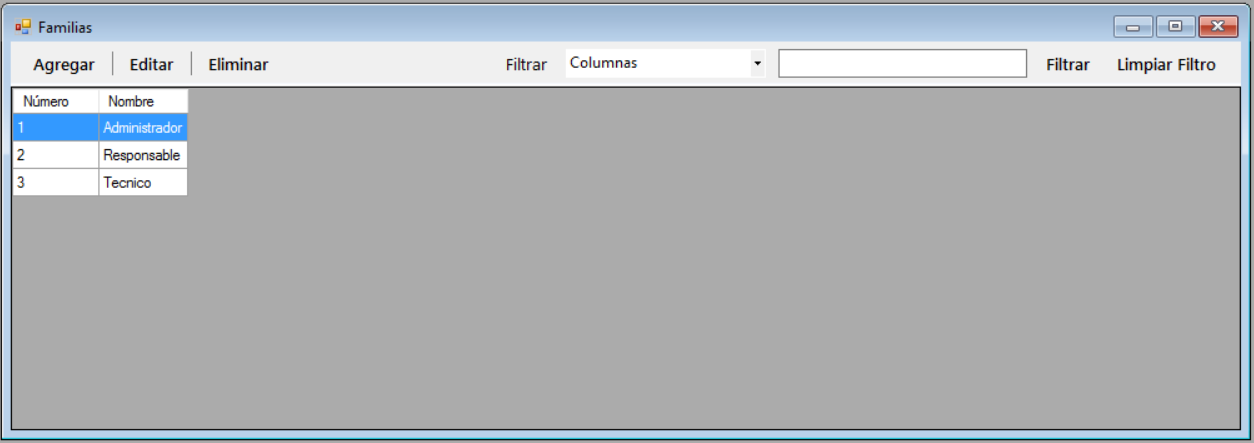 Familias
Agregar Editar Eliminar Filtrar Columnas Filtrar Limpiar Filtro
Número Nombre
1 Administrador
2 Responsable
3 Tecnico